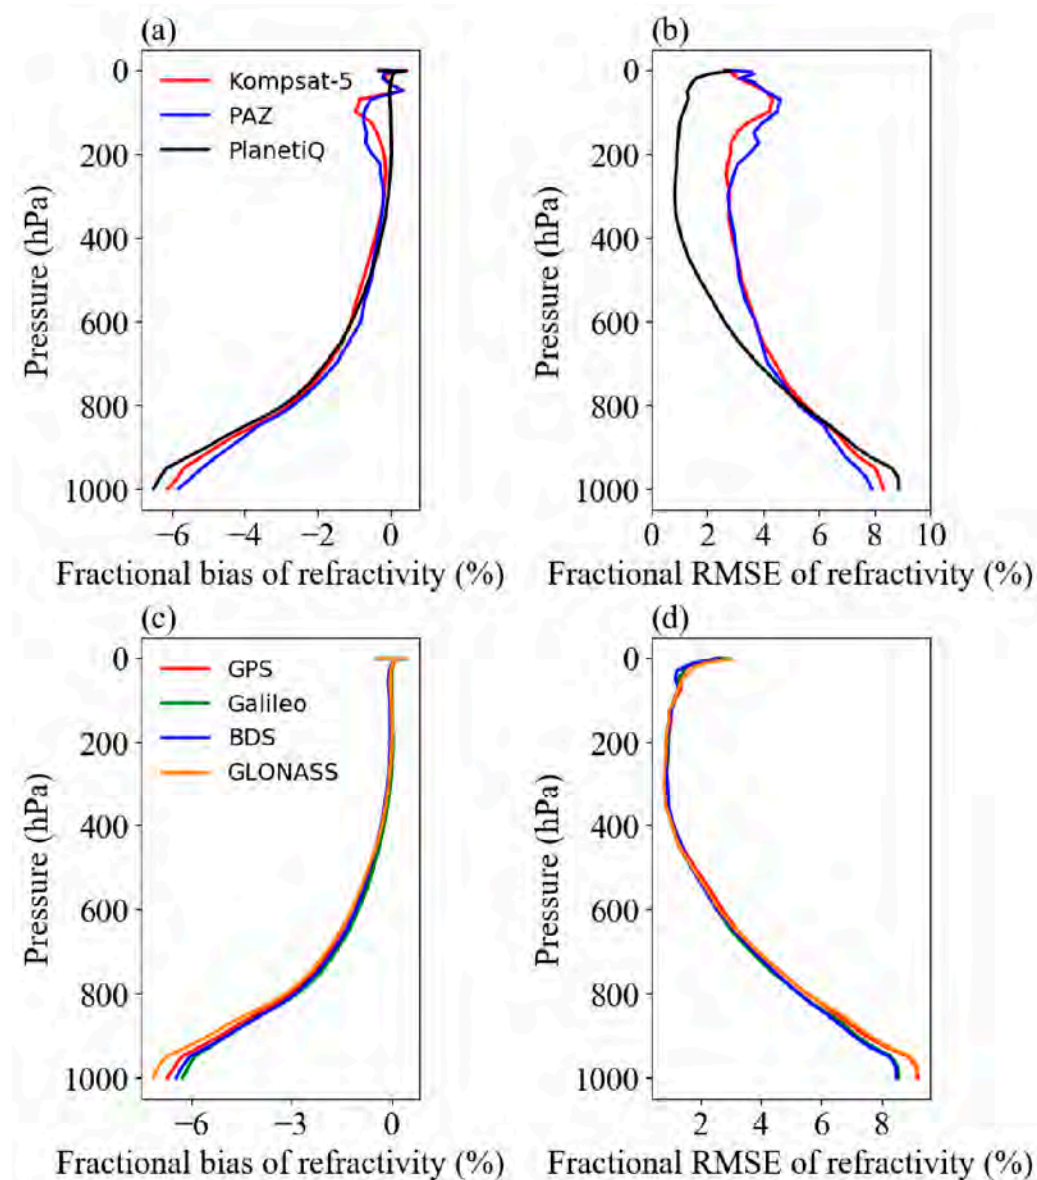 (a)
0
200
400
600
800
1000
Pressure (hPa)
Kompsat-5
PAZ
PlanetiQ
−6
−4
−2
0
Fractional bias of refractivity (%)
(b)
0
200
400
600
800
1000
Pressure (hPa)
0
2
4
6
8
10
Fractional RMSE of refractivity (%)
(c)
0
200
400
600
800
1000
Pressure (hPa)
GPS
Galileo
BDS
GLONASS
−6
−3
0
Fractional bias of refractivity (%)
(d)
0
200
400
600
800
1000
Pressure (hPa)
2
4
6
8
Fractional RMSE of refractivity (%)